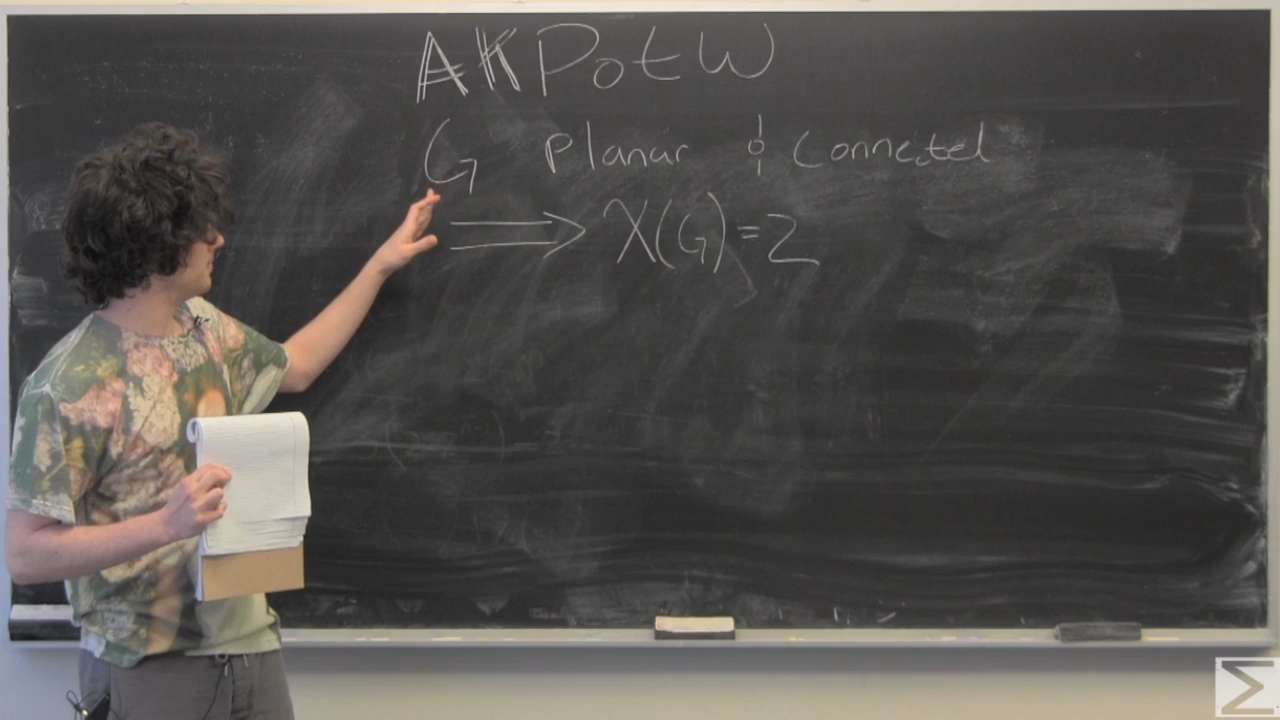 AKPotW
G Planar & Connected
⟹ χ(G)=2
Σ